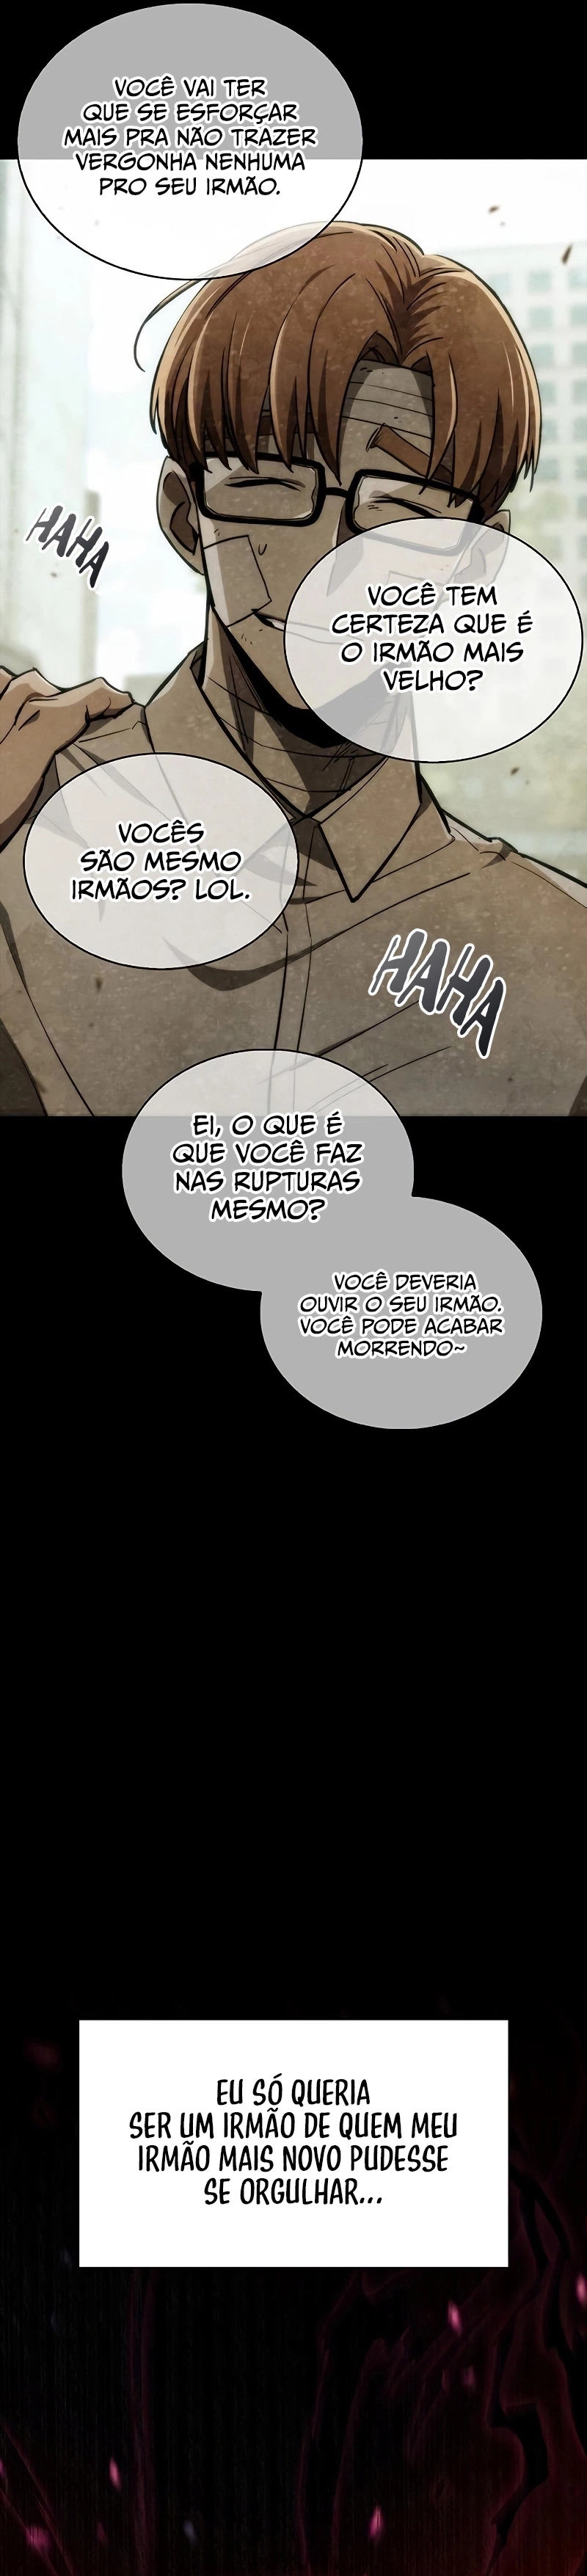 VOCÊ VAI TER
QUE SE ESFORÇAR
MAIS PRA NÃO TRAZER
VERGONHA NENHUMA
PRO SEU IRMÃO.
HAHA
VOCÊ TEM
CERTEZA QUE É
O IRMÃO MAIS
VELHO?
VOCÊS
SÃO MESMO
IRMÃOS? LOL.
HAHA
EI, O QUE É
QUE VOCÊ FAZ
NAS RUPTURAS
MESMO?
VOCÊ DEVERIA
OUVIR O SEU IRMÃO.
VOCÊ PODE ACABAR
MORRENDO~
EU SÓ QUERIA
SER UM IRMÃO DE QUEM MEU
IRMÃO MAIS NOVO PUDESSE
SE ORGULHAR...